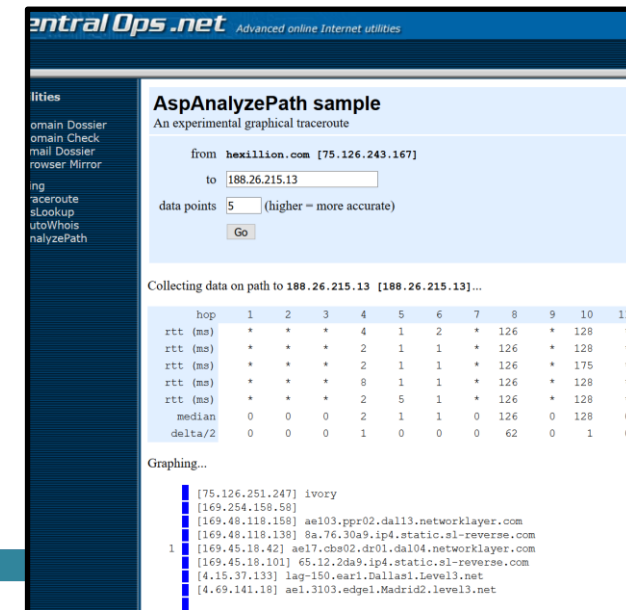 entral Ops .net Advanced online Internet utilities
lities
omain Dossier
omain Check
mail Dossier
rowser Mirror
ing
raceroute
sLookup
utoWhois
nalyzePath
AspAnalyzePath sample
An experimental graphical traceroute
from hexillion.com [75.126.243.167]
to 188.26.215.13
data points 5 (higher = more accurate)
Go
Collecting data on path to 188.26.215.13 [188.26.215.13]...
hop 1 2 3 4 5 6 7 8 9 10
rtt (ms) * * * 4 1 2 * 126 * 128
rtt (ms) * * * 2 1 1 * 126 * 128
rtt (ms) * * * 2 1 1 * 126 * 175
rtt (ms) * * * 8 1 1 * 126 * 128
rtt (ms) * * * 2 5 1 * 126 * 128
median 0 0 0 2 1 1 0 126 0 128
delta/2 0 0 0 1 0 0 0 62 0 1
Graphing...
[75.126.251.247] ivory
[169.254.158.58]
[169.48.118.158] ae103.ppr02.dal13.networklayer.com
[169.48.118.138] 8a.76.30a9.ip4.static.sl-reverse.com
1 [169.45.18.42] ae17.cbs02.dr01.dal04.networklayer.com
[169.45.18.101] 65.12.2da9.ip4.static.sl-reverse.com
[4.15.37.133] lag-150.ear1.Dallas1.Level3.net
[4.69.141.18] ae1.3103.edge1.Madrid2.level3.net